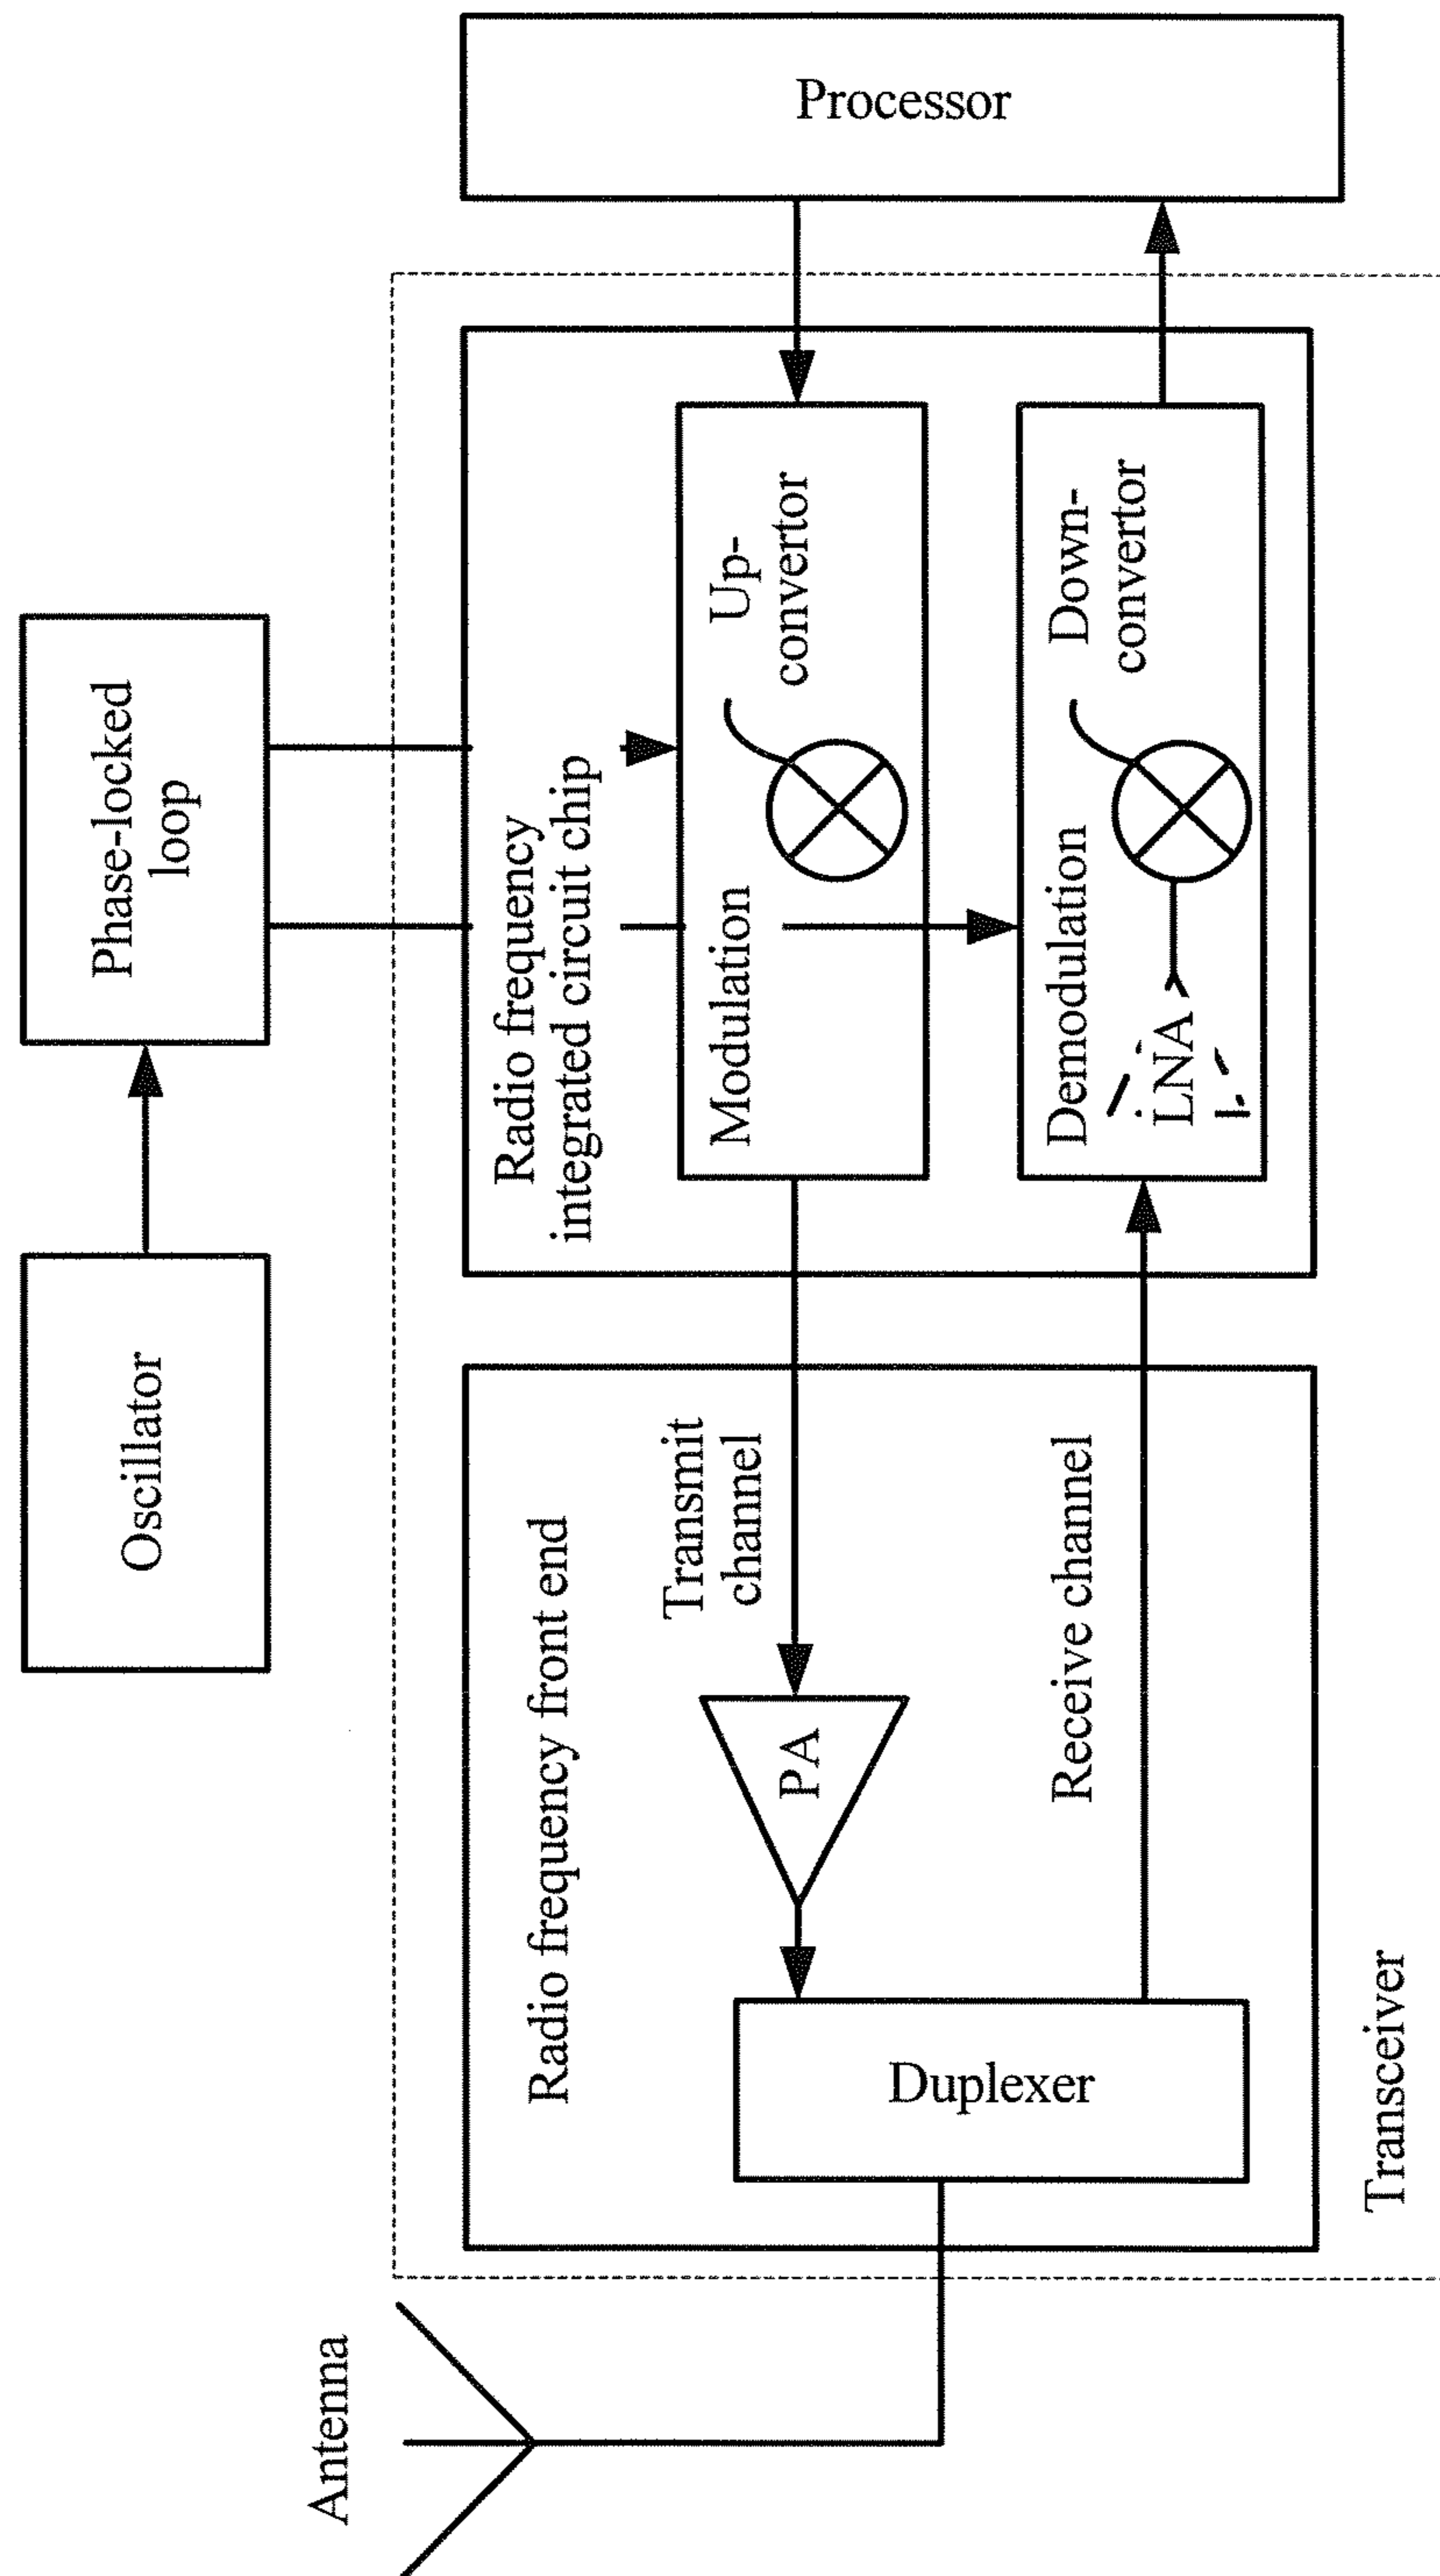 Oscillator
Phase-locked
loop
Antenna
Radio frequency front end
Transmit
channel
PA
Receive channel
Duplexer
Transceiver
Radio frequency
integrated circuit chip
Modulation
Up-
convertor
Demodulation
Down-
convertor
LNA
Processor